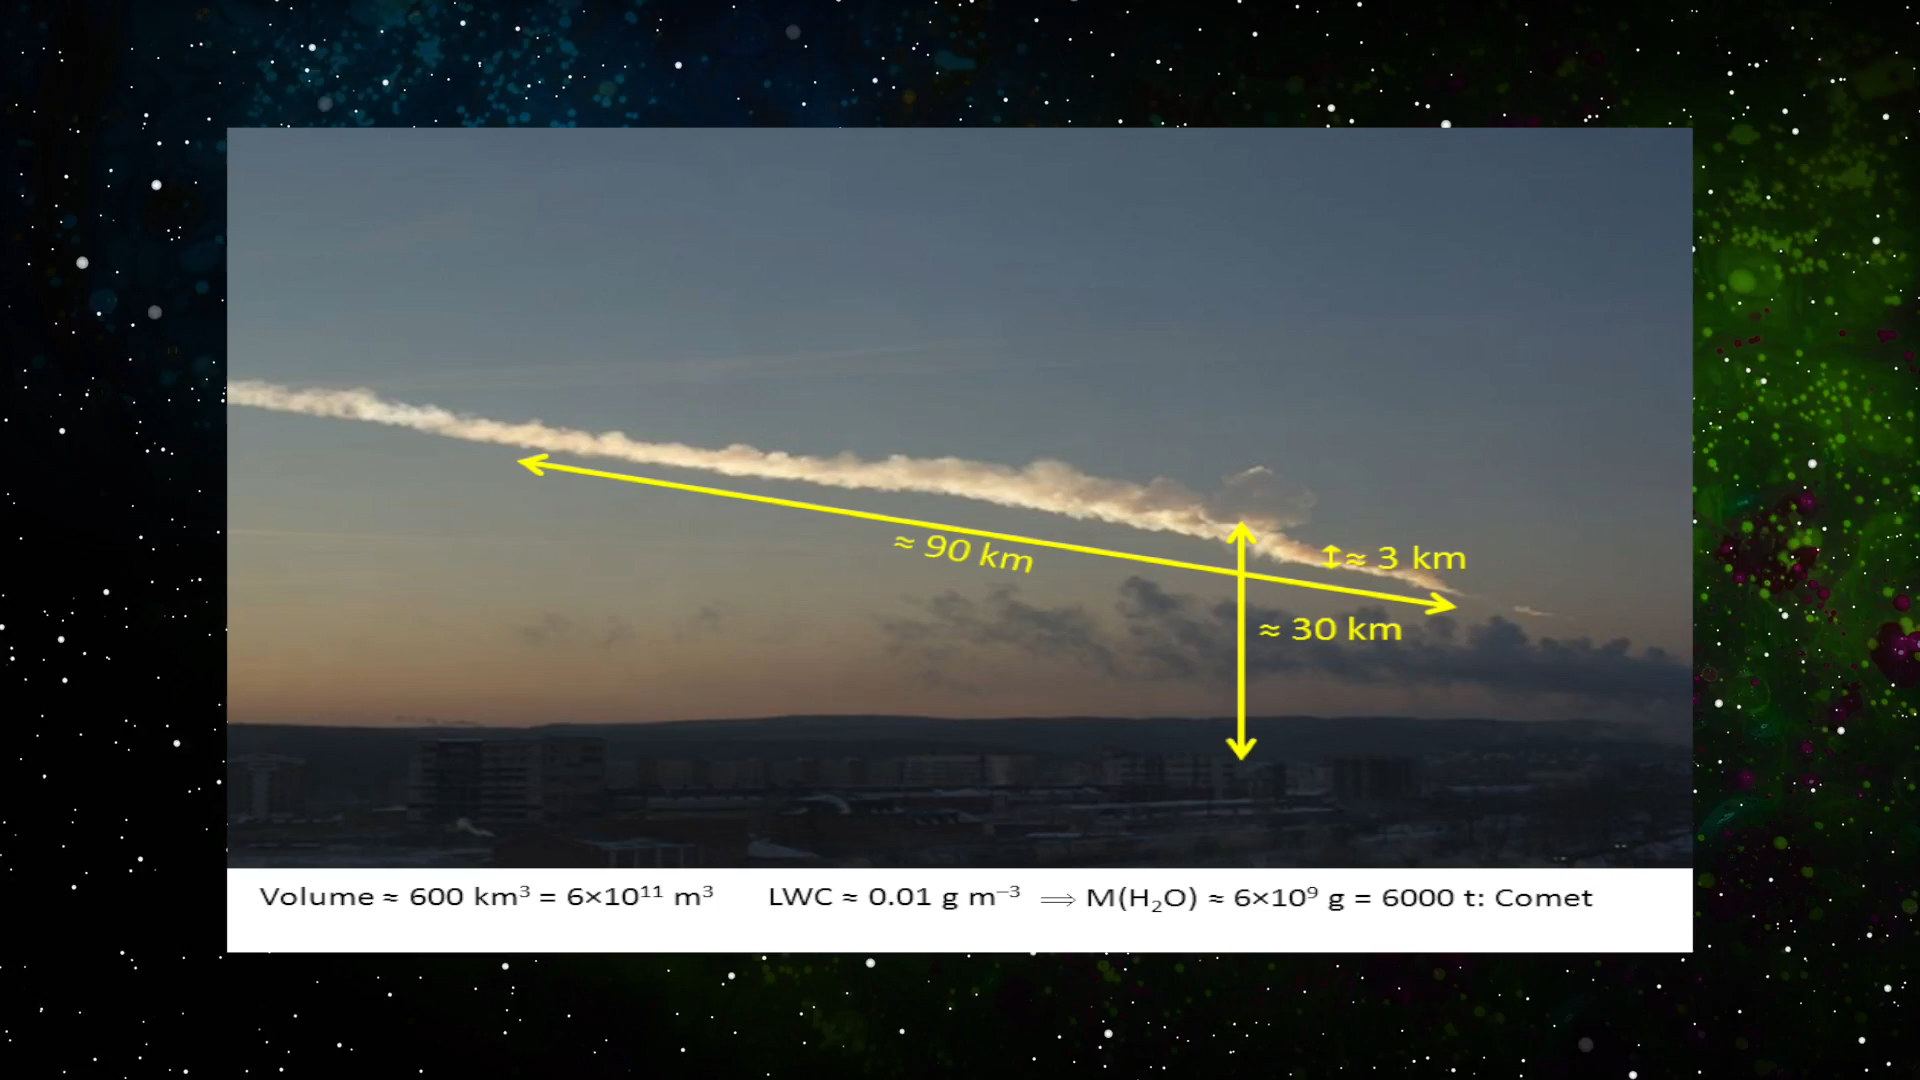 ≈ 90 km
↕≈ 3 km
≈ 30 km
Volume ≈ 600 km³ = 6×10¹¹ m³ LWC ≈ 0.01 g m⁻³ ⟹ M(H₂O) ≈ 6×10⁹ g = 6000 t: Comet